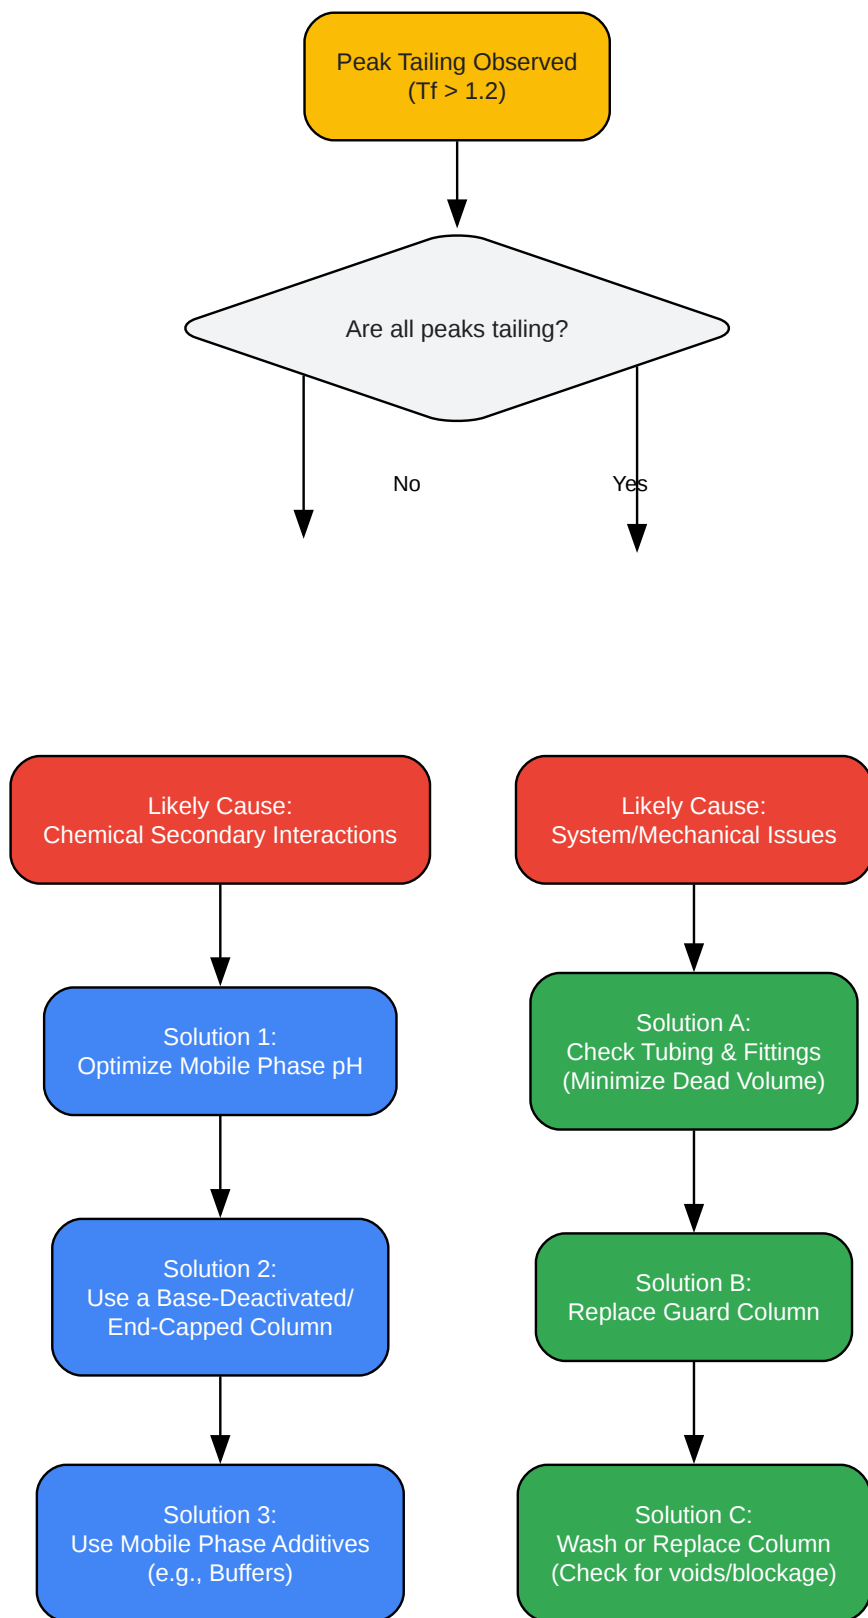 Peak Tailing Observed
(Tf > 1.2)
Are all peaks tailing?
No
Yes
Likely Cause:
Chemical Secondary Interactions
Likely Cause:
System/Mechanical Issues
Solution 1:
Optimize Mobile Phase pH
Solution A:
Check Tubing & Fittings
(Minimize Dead Volume)
Solution 2:
Use a Base-Deactivated/
End-Capped Column
Solution B:
Replace Guard Column
Solution 3:
Use Mobile Phase Additives
(e.g., Buffers)
Solution C:
Wash or Replace Column
(Check for voids/blockage)